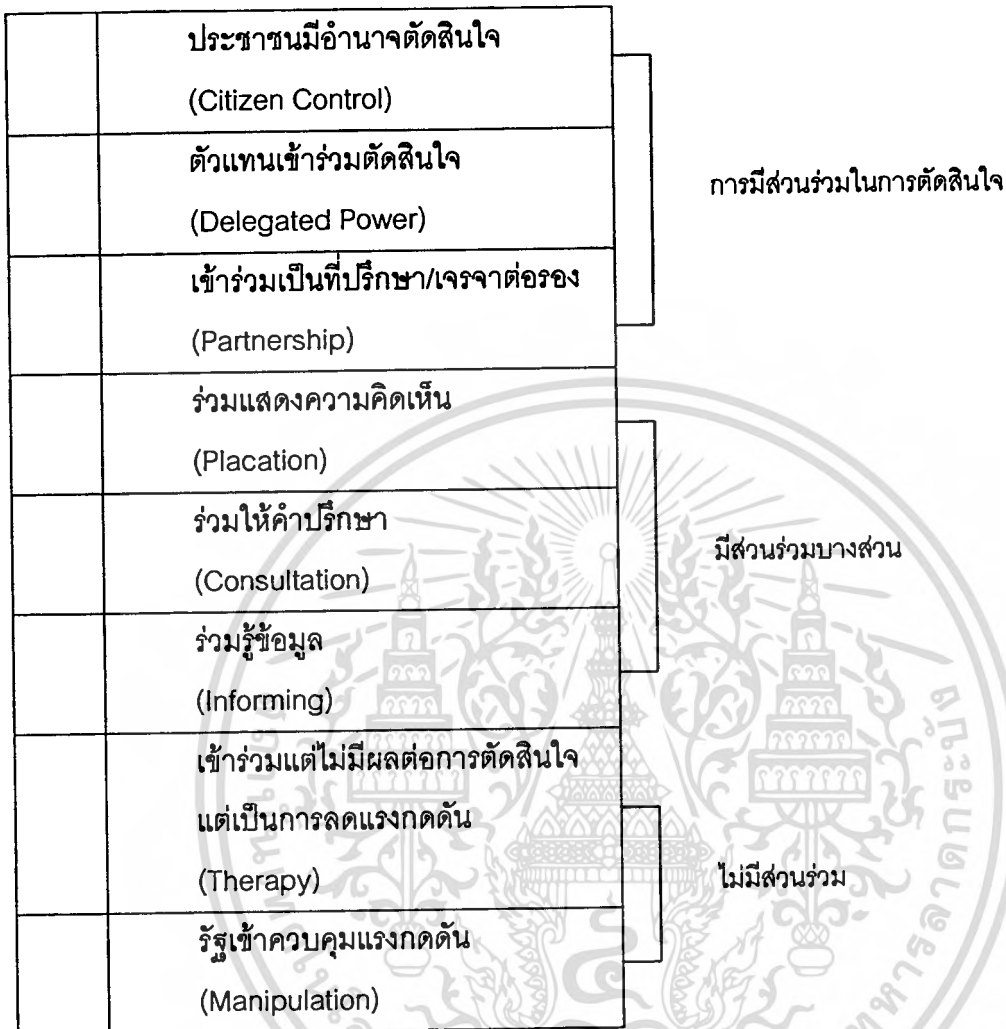 ประชาชนมีอำนาจตัดสินใจ
(Citizen Control)
ตัวแทนเข้าร่วมตัดสินใจ
(Delegated Power)
เข้าร่วมเป็นที่ปรึกษา/เจรจาต่อรอง
(Partnership)
การมีส่วนร่วมในการตัดสินใจ
ร่วมแสดงความคิดเห็น
(Placation)
ร่วมให้คำปรึกษา
(Consultation)
ร่วมรู้ข้อมูล
(Informing)
มีส่วนร่วมบางส่วน
เข้าร่วมแต่ไม่มีผลต่อการตัดสินใจ
แต่เป็นการลดแรงกดดัน
(Therapy)
รัฐเข้าควบคุมแรงกดดัน
(Manipulation)
ไม่มีส่วนร่วม